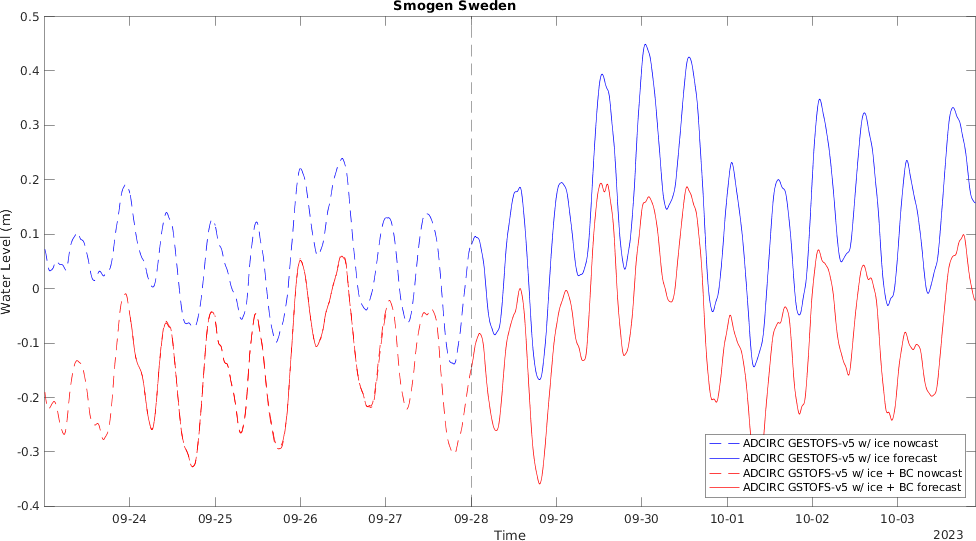 Smogen Sweden
0.5
0.4
0.3
0.2
0.1
0
-0.1
-0.2
-0.3
-0.4
Water Level (m)
ADCIRC GESTOFS-v5 w/ ice nowcast
ADCIRC GESTOFS-v5 w/ ice forecast
ADCIRC GSTOFS-v5 w/ ice + BC nowcast
ADCIRC GSTOFS-v5 w/ ice + BC forecast
09-24 09-25 09-26 09-27 09-28 09-29 09-30 10-01 10-02 10-03
Time
2023